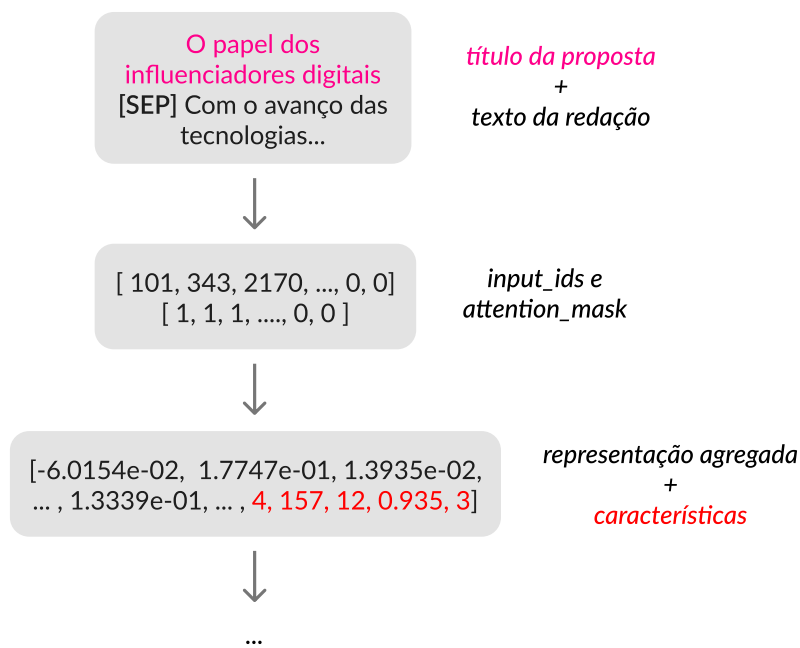 O papel dos
influenciadores digitais
[SEP] Com o avanço das
tecnologias...
título da proposta
+
texto da redação
[ 101, 343, 2170, ..., 0, 0]
[ 1, 1, 1, ...., 0, 0 ]
input_ids e
attention_mask
[-6.0154e-02, 1.7747e-01, 1.3935e-02,
... , 1.3339e-01, ... , 4, 157, 12, 0.935, 3]
representação agregada
+
características
...